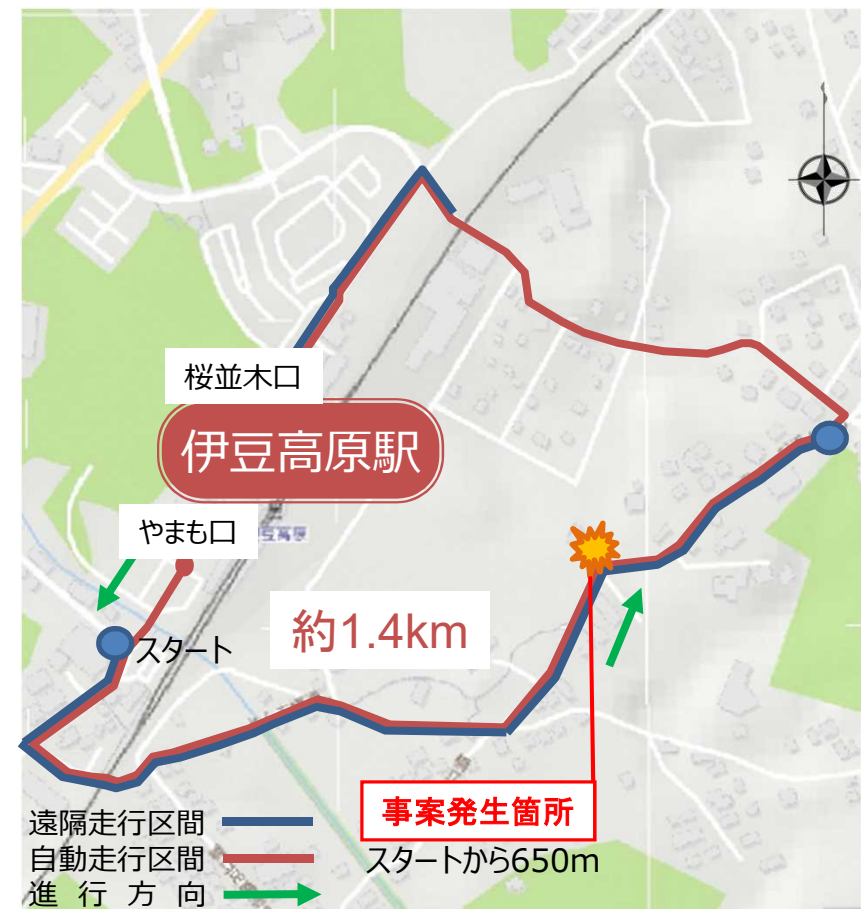 桜並木口
伊豆高原駅
やまも口
スタート
約1.4km
事案発生箇所
スタートから650m
遠隔走行区間
自動走行区間
進行方向